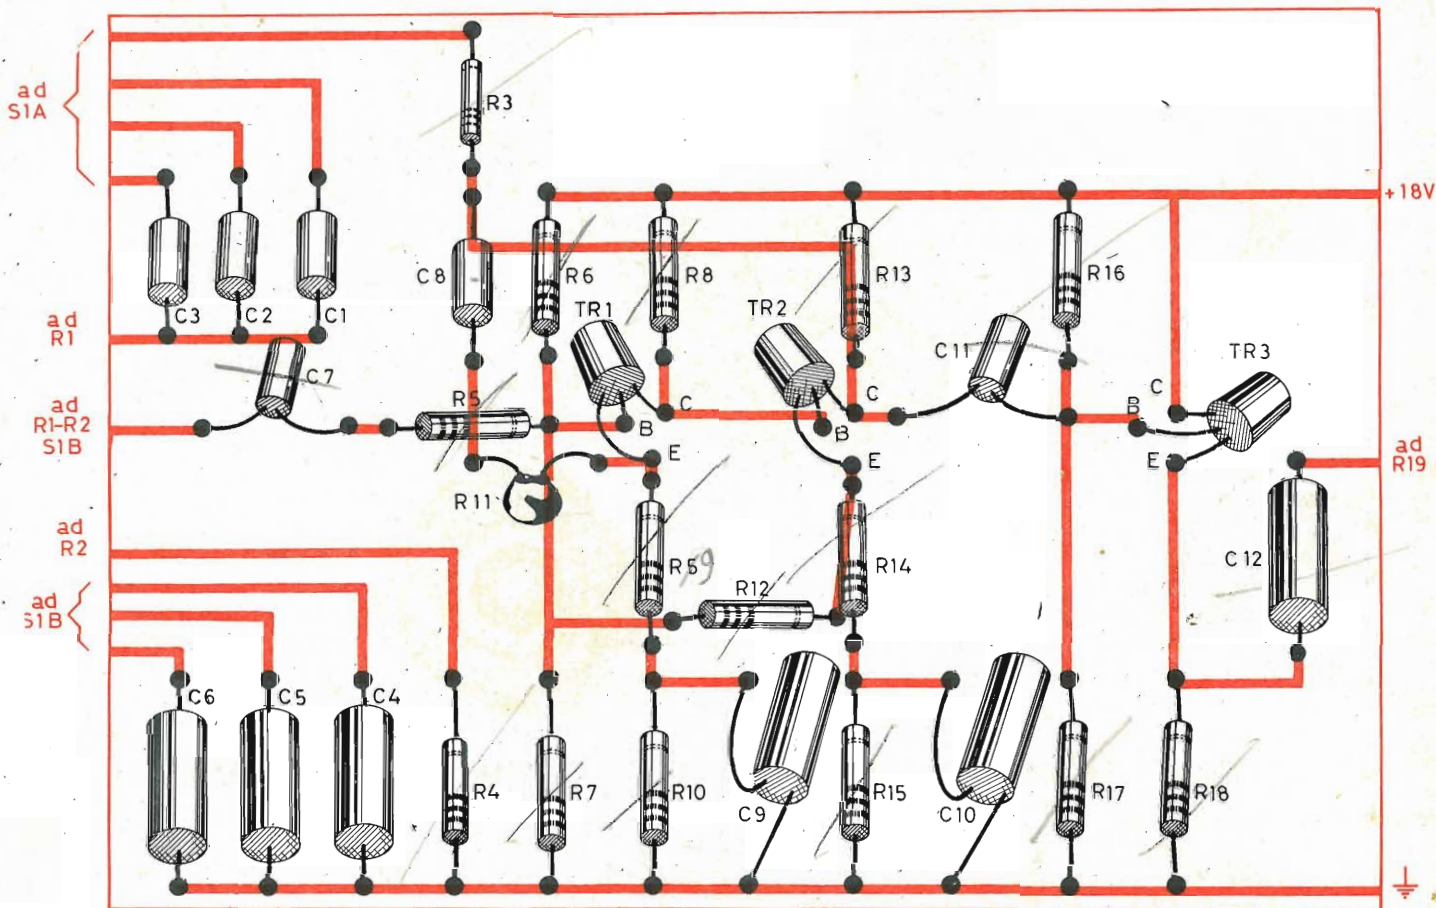 ad
S1A
R3
+18V
C8
R6
R8
R13
R16
C3
C2
C1
TR1
TR2
ad
R1
C7
C11
TR3
R5
C
C
B
C
ad
R1-R2
S1B
B
B
E
E
E
ad
R19
R11
ad
R2
R5
9
R12
R14
C12
ad
S1B
C6
C5
C4
R4
R7
R10
C9
R15
C10
R17
R18